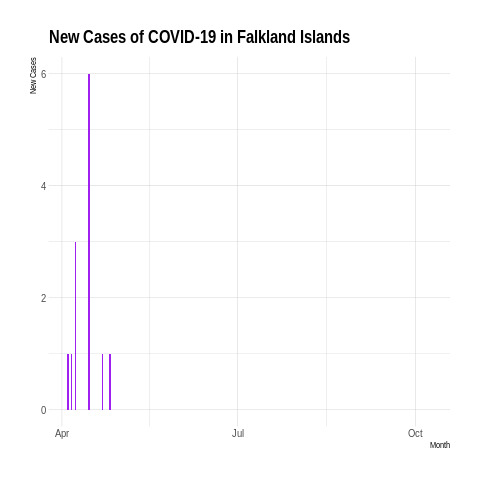 New Cases of COVID-19 in Falkland Islands
New Cases
6
4
2
0
Apr
Jul
Oct
Month